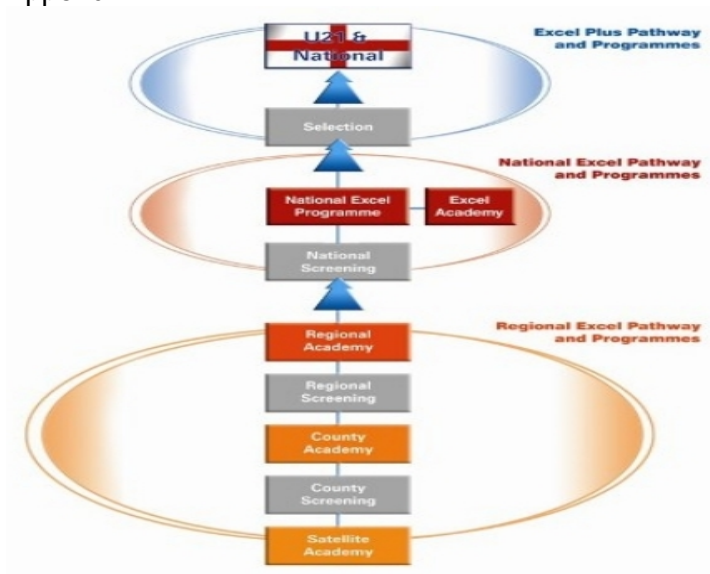 U21 &
National
Excel Plus Pathway
and Programmes
Selection
National Excel Pathway
and Programmes
National Excel
Programme
Excel
Academy
National
Screening
Regional Excel Pathway
and Programmes
Regional
Academy
Regional
Screening
County
Academy
County
Screening
Satellite
Academy